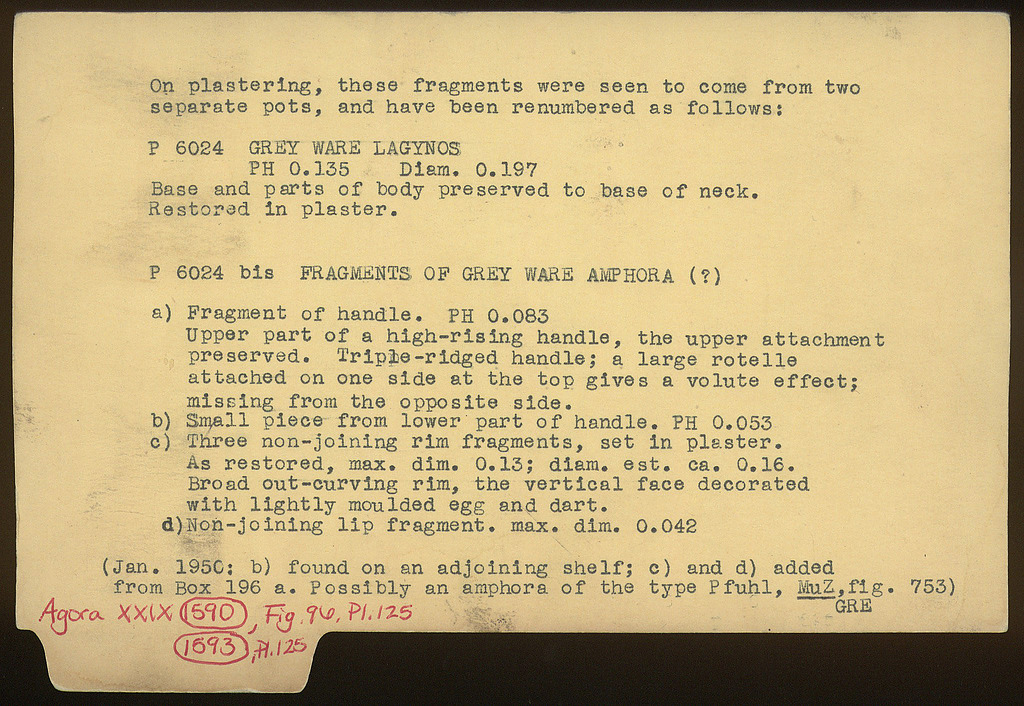 On plastering, these fragments were seen to come from two
separate pots, and have been renumbered as follows:
P 6024 GREY WARE LAGYNOS
PH 0.135 Diam. 0.197
Base and parts of body preserved to base of neck.
Restored in plaster.
P 6024 bis FRAGMENTS OF GREY WARE AMPHORA (?)
a) Fragment of handle. PH 0.083
Upper part of a high-rising handle, the upper attachment
preserved. Triple-ridged handle; a large rotelle
attached on one side at the top gives a volute effect;
missing from the opposite side.
b) Small piece from lower part of handle. PH 0.053
c) Three non-joining rim fragments, set in plaster.
As restored, max. dim. 0.13; diam. est. ca. 0.16.
Broad out-curving rim, the vertical face decorated
with lightly moulded egg and dart.
d)Non-joining lip fragment. max. dim. 0.042
(Jan. 1950: b) found on an adjoining shelf; c) and d) added
from Box 196 a. Possibly an amphora of the type Pfuhl, MuZ,fig. 753)
GRE
Agora XXIX 1590, Fig. 96, Pl. 125
1593, Pl. 125